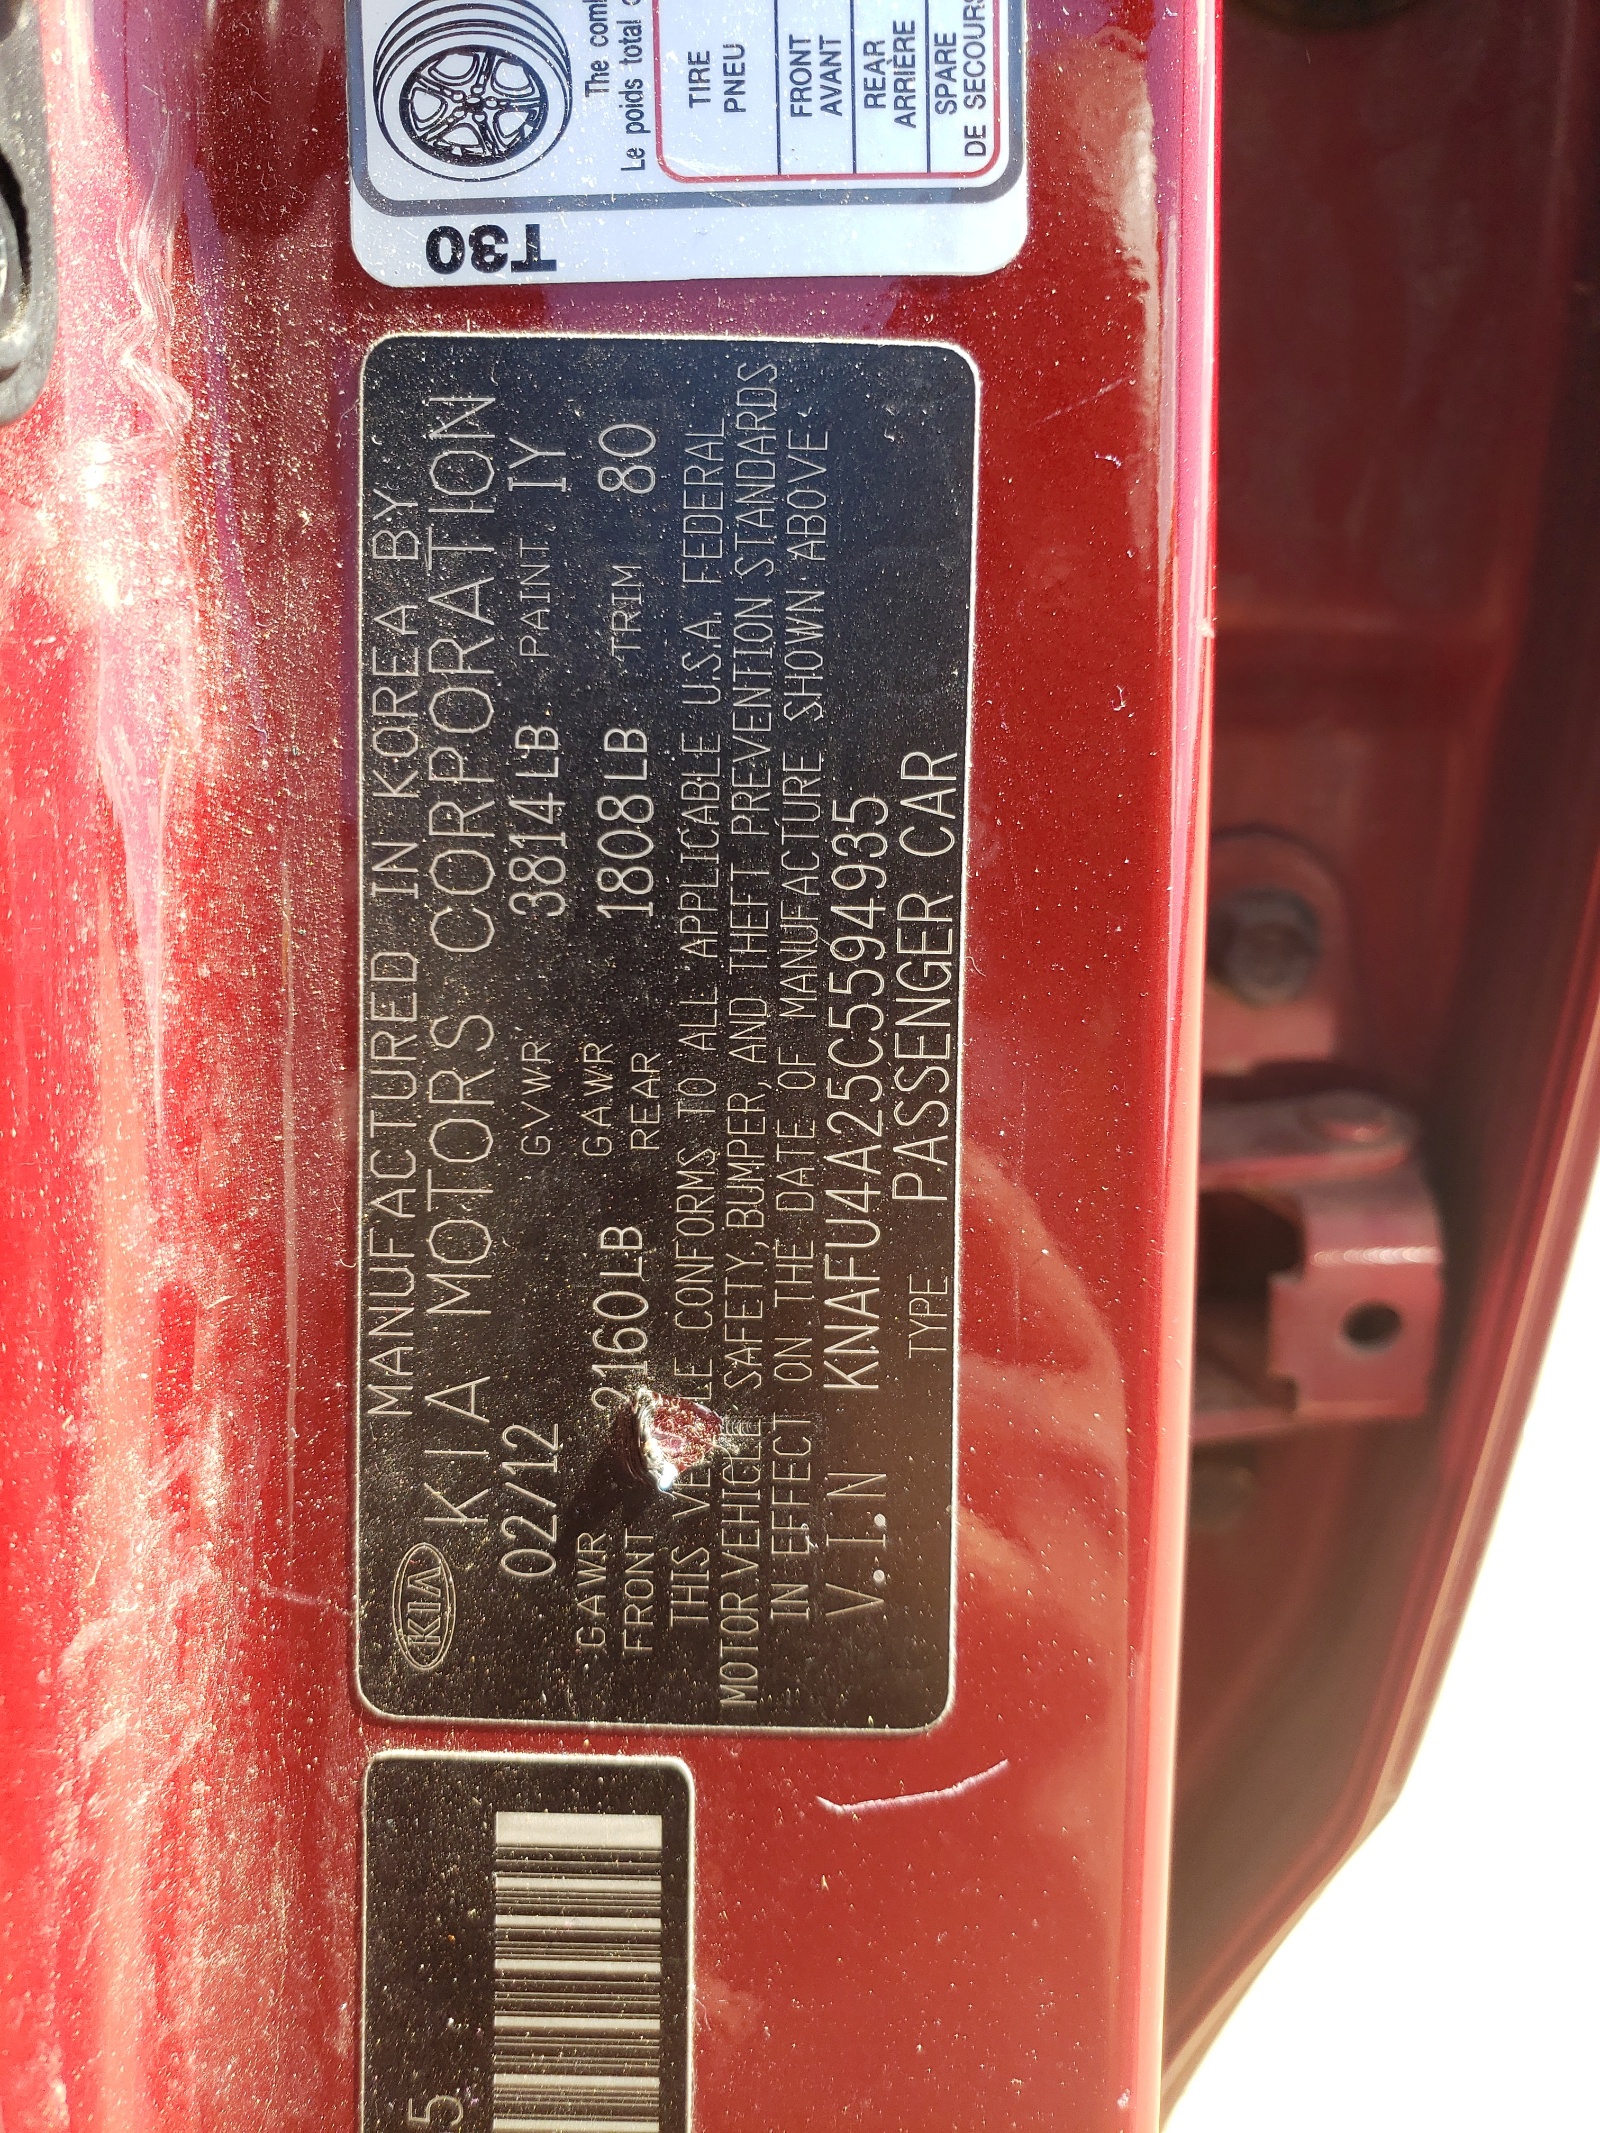 KIA
MANUFACTURED IN KOREA BY
KIA MOTORS CORPORATION
02/12 GVWR 3814LB PAINT IY
GAWR FRONT 2160LB GAWR REAR 1808LB TRIM 80
THIS LE CONFORMS TO ALL APPLICABLE U.S.A. FEDERAL
MOTOR VEHICLE SAFETY, BUMPER, AND THEFT PREVENTION STANDARDS
IN EFFECT ON THE DATE OF MANUFACTURE SHOWN ABOVE
V.I.N KNAFU4A25C5594935
TYPE PASSENGER CAR
T30
The com
Le poids total
TIRE
PNEU
FRONT
AVANT
REAR
ARRIÈRE
SPARE
DE SECOURS
5